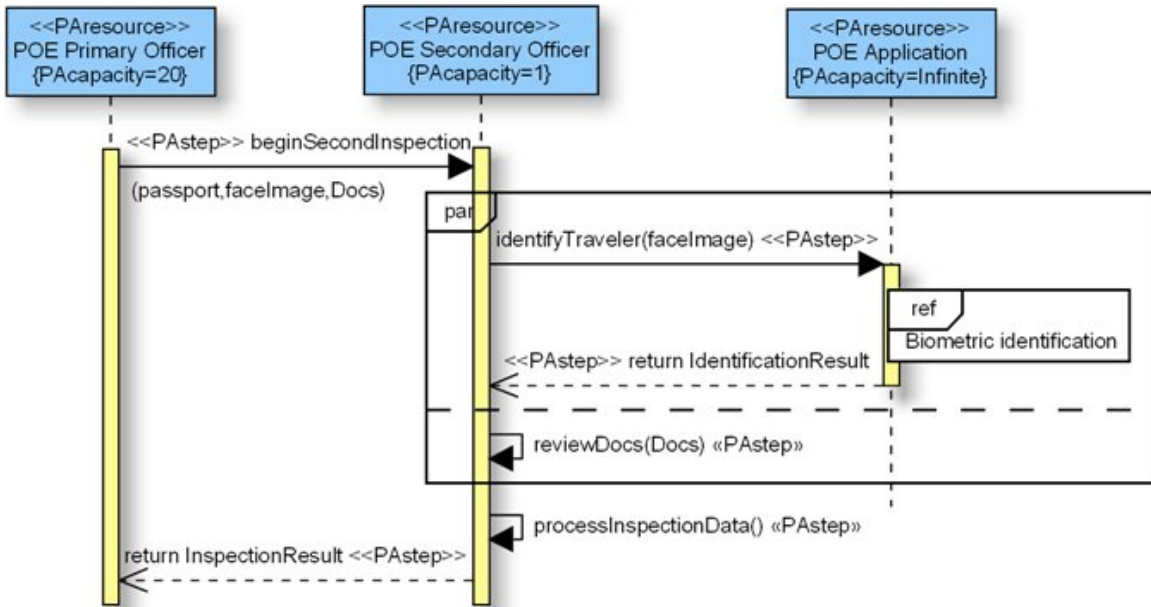 <<PAresource>>
POE Primary Officer
{PAcapacity=20}
<<PAresource>>
POE Secondary Officer
{PAcapacity=1}
<<PAresource>>
POE Application
{PAcapacity=Infinite}
<<PAstep>> beginSecondInspection
(passport,faceImage,Docs)
par
identifyTraveler(faceImage) <<PAstep>>
ref
Biometric identification
<<PAstep>> return IdentificationResult
reviewDocs(Docs) «PAstep»
processInspectionData() «PAstep»
return InspectionResult <<PAstep>>